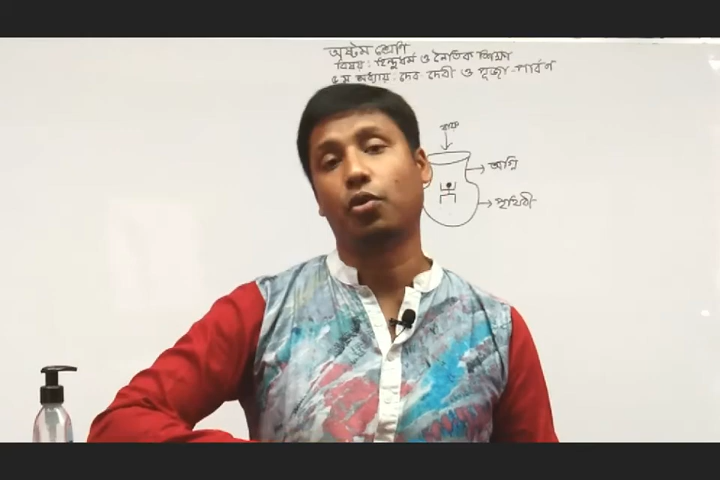 অষ্টম শ্রেণি
বিষয় : হিন্দুধর্ম ও নৈতিক শিক্ষা
৫ম অধ্যায় : দেব দেবী ও পূজা-পার্বণ
অগ্নি
পৃথিবী